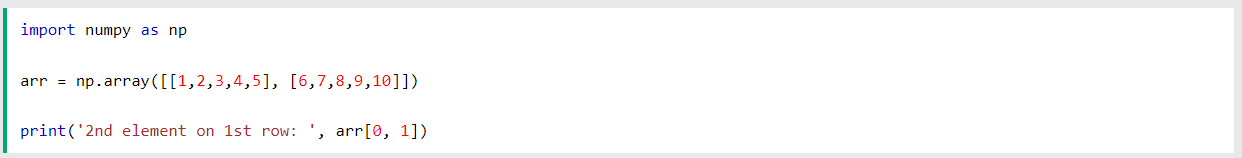 import numpy as np
arr = np.array([[1,2,3,4,5], [6,7,8,9,10]])
print('2nd element on 1st row: ', arr[0, 1])